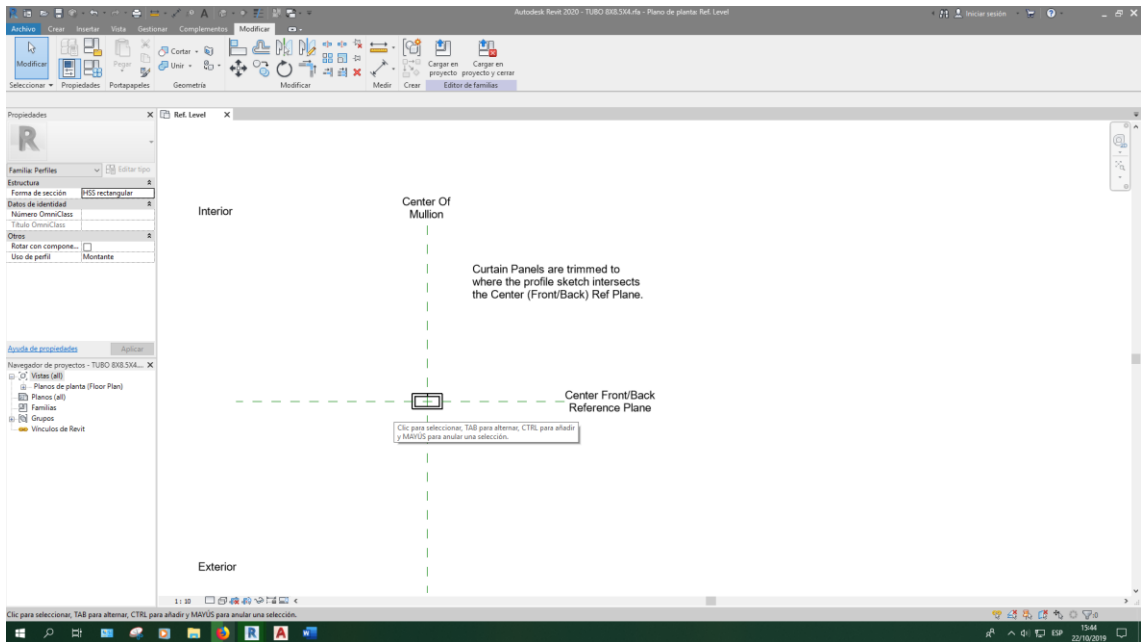 Autodesk Revit 2020 - TUBO 8X8.5X4.rfa - Plano de planta: Ref. Level
Iniciar sesión
Archivo Crear Insertar Vista Gestionar Complementos Modificar
Modificar
Pegar
Cortar
Unir
Cargar en
proyecto
Cargar en
proyecto y cerrar
Seleccionar Propiedades Portapapeles Geometría Modificar Medir Crear Editor de familias
Propiedades
Ref. Level
R
Familia: Perfiles
Editar tipo
Estructura
Forma de sección HSS rectangular
Datos de identidad
Número OmniClass
Título OmniClass
Otros
Rotar con compone...
Uso de perfil Montante
Ayuda de propiedades
Aplicar
Navegador de proyectos - TUBO 8X8.5X4...
Vistas (all)
Planos de planta (Floor Plan)
Planos (all)
Familias
Grupos
Vínculos de Revit
Interior
Center Of
Mullion
Curtain Panels are trimmed to
where the profile sketch intersects
the Center (Front/Back) Ref Plane.
Center Front/Back
Reference Plane
Clic para seleccionar, TAB para alternar, CTRL para añadir
y MAYÚS para anular una selección.
Exterior
1 : 10
Clic para seleccionar, TAB para alternar, CTRL para añadir y MAYÚS para anular una selección.
:0
ESP
15:44
22/10/2019